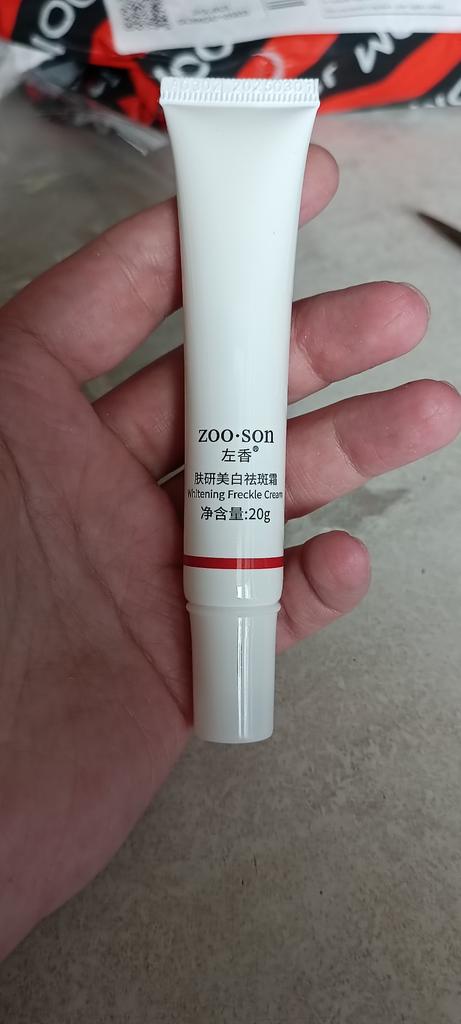 zoo·son
左香®
肤研美白祛斑霜
Whitening Freckle Cream
净含量:20g